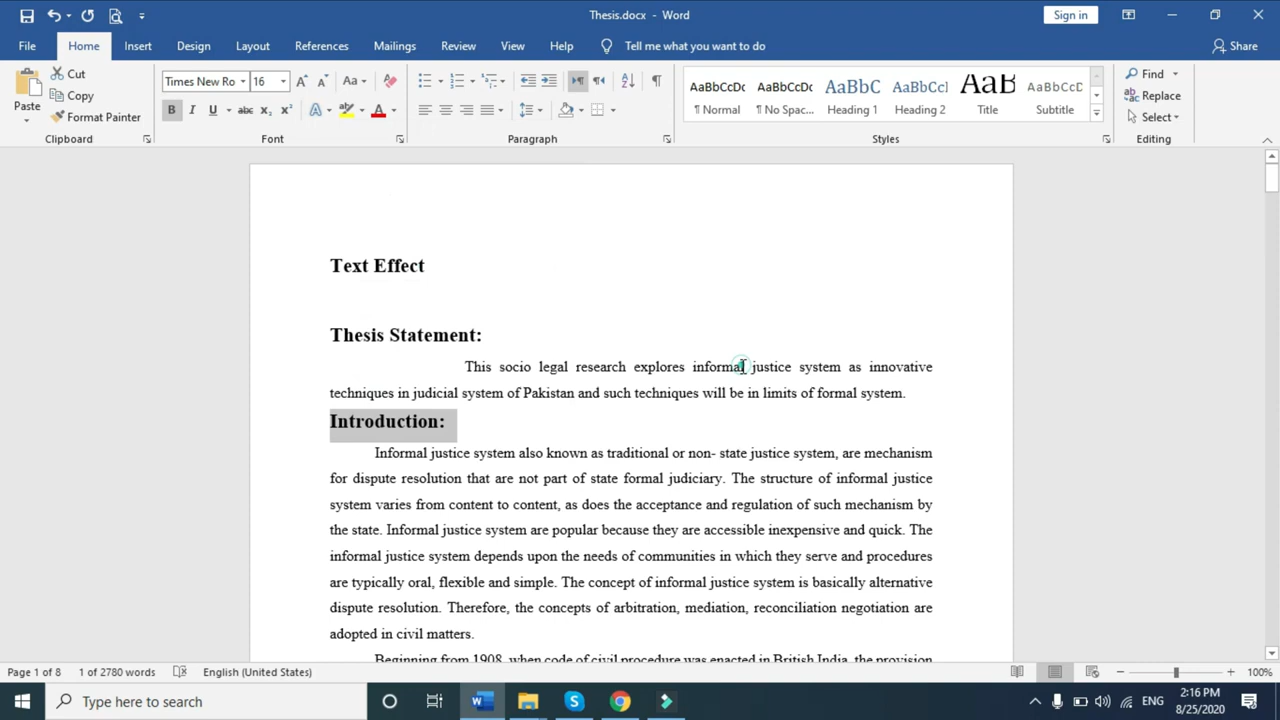 Thesis.docx - Word
Sign in
File Home Insert Design Layout References Mailings Review View Help Tell me what you want to do Share
Paste
Cut
Copy
Format Painter
Clipboard
Times New Ro 16
Font
Paragraph
AaBbCcDc AaBbCcDc AaBbC AaBbCcl AaB AaBbCcD
¶ Normal ¶ No Spac... Heading 1 Heading 2 Title Subtitle
Styles
Find
Replace
Select
Editing
Text Effect
Thesis Statement:
This socio legal research explores informal justice system as innovative
techniques in judicial system of Pakistan and such techniques will be in limits of formal system.
Introduction:
Informal justice system also known as traditional or non- state justice system, are mechanism
for dispute resolution that are not part of state formal judiciary. The structure of informal justice
system varies from content to content, as does the acceptance and regulation of such mechanism by
the state. Informal justice system are popular because they are accessible inexpensive and quick. The
informal justice system depends upon the needs of communities in which they serve and procedures
are typically oral, flexible and simple. The concept of informal justice system is basically alternative
dispute resolution. Therefore, the concepts of arbitration, mediation, reconciliation negotiation are
adopted in civil matters.
Beginning from 1908, when code of civil procedure was enacted in British India, the provision
Page 1 of 8 1 of 2780 words English (United States) 100%
Type here to search
ENG
2:16 PM
8/25/2020